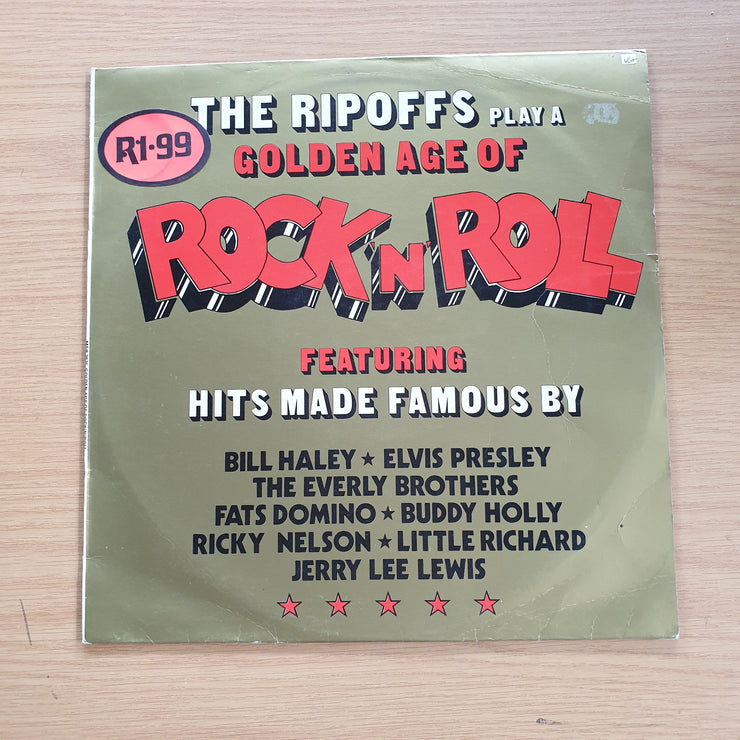 THE RIPOFFS PLAY A
R1·99
GOLDEN AGE OF
ROCK 'N' ROLL
FEATURING
HITS MADE FAMOUS BY
BILL HALEY ★ ELVIS PRESLEY
THE EVERLY BROTHERS
FATS DOMINO ★ BUDDY HOLLY
RICKY NELSON ★ LITTLE RICHARD
JERRY LEE LEWIS